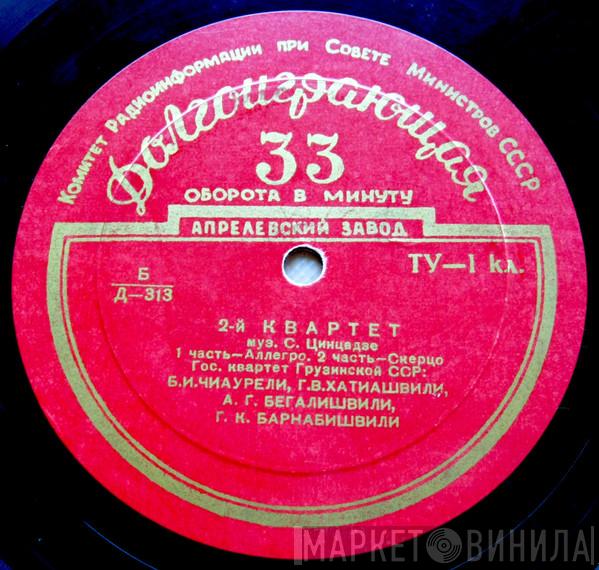 Комитет Радиоинформации при Совете Министров СССР
Долгоиграющая
33
ОБОРОТА В МИНУТУ
АПРЕЛЕВСКИЙ ЗАВОД
Б
Д—313
ТУ—1 кл.
2-й КВАРТЕТ
муз. С. Цинцадзе
1 часть—Аллегро. 2 часть—Скерцо
Гос. квартет Грузинской ССР:
Б.И.ЧИАУРЕЛИ, Г.В.ХАТИАШВИЛИ,
А. Г. БЕГАЛИШВИЛИ,
Г. К. БАРНАБИШВИЛИ
МАРКЕТ ВИНИЛА